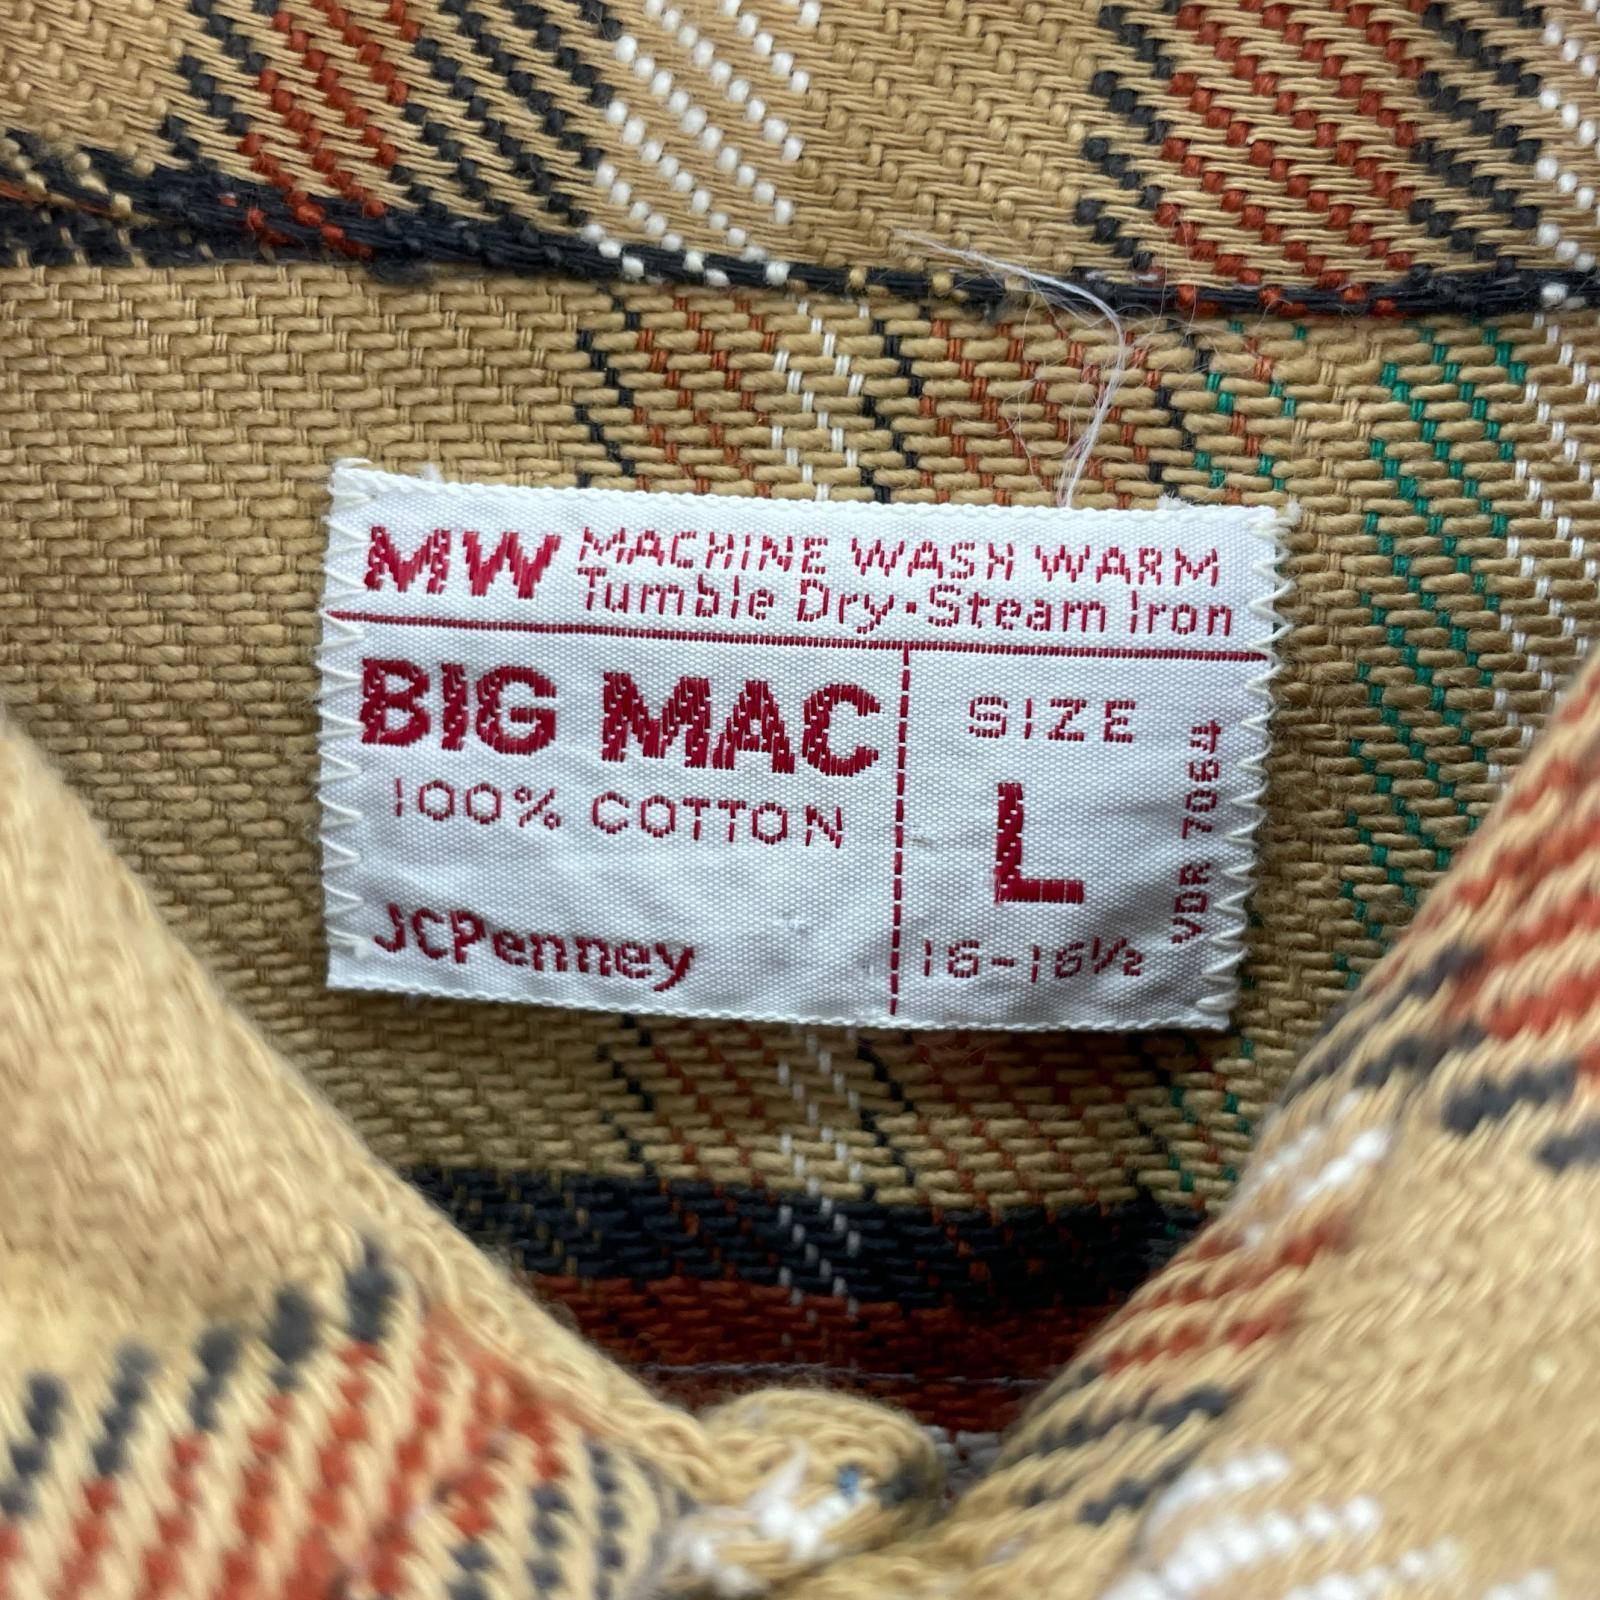 MW MACHINE WASH WARM
Tumble Dry·Steam Iron
BIG MAC
100% COTTON
JCPenney
SIZE
L
16-16½
VDR 7064